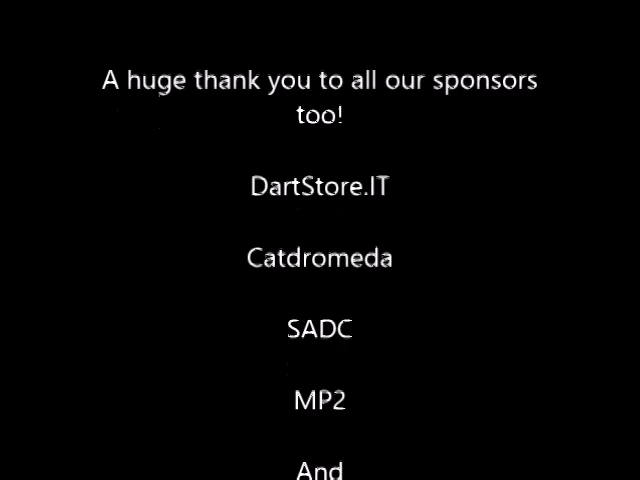 A huge thank you to all our sponsors
too!
DartStore.IT
Catdromeda
SADC
MP2
And